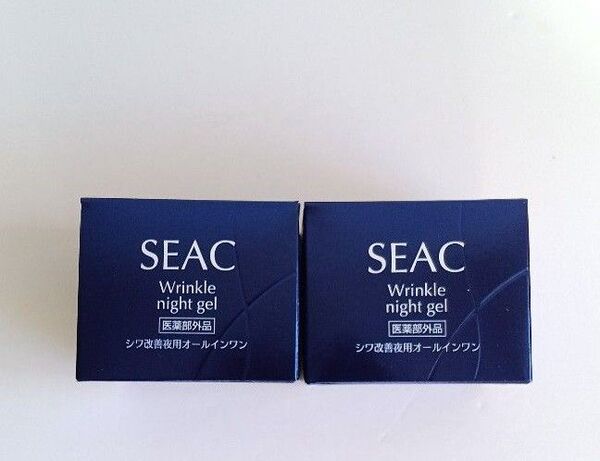 SEAC
Wrinkle
night gel
医薬部外品
シワ改善夜用オールインワン
SEAC
Wrinkle
night gel
医薬部外品
シワ改善夜用オールインワン